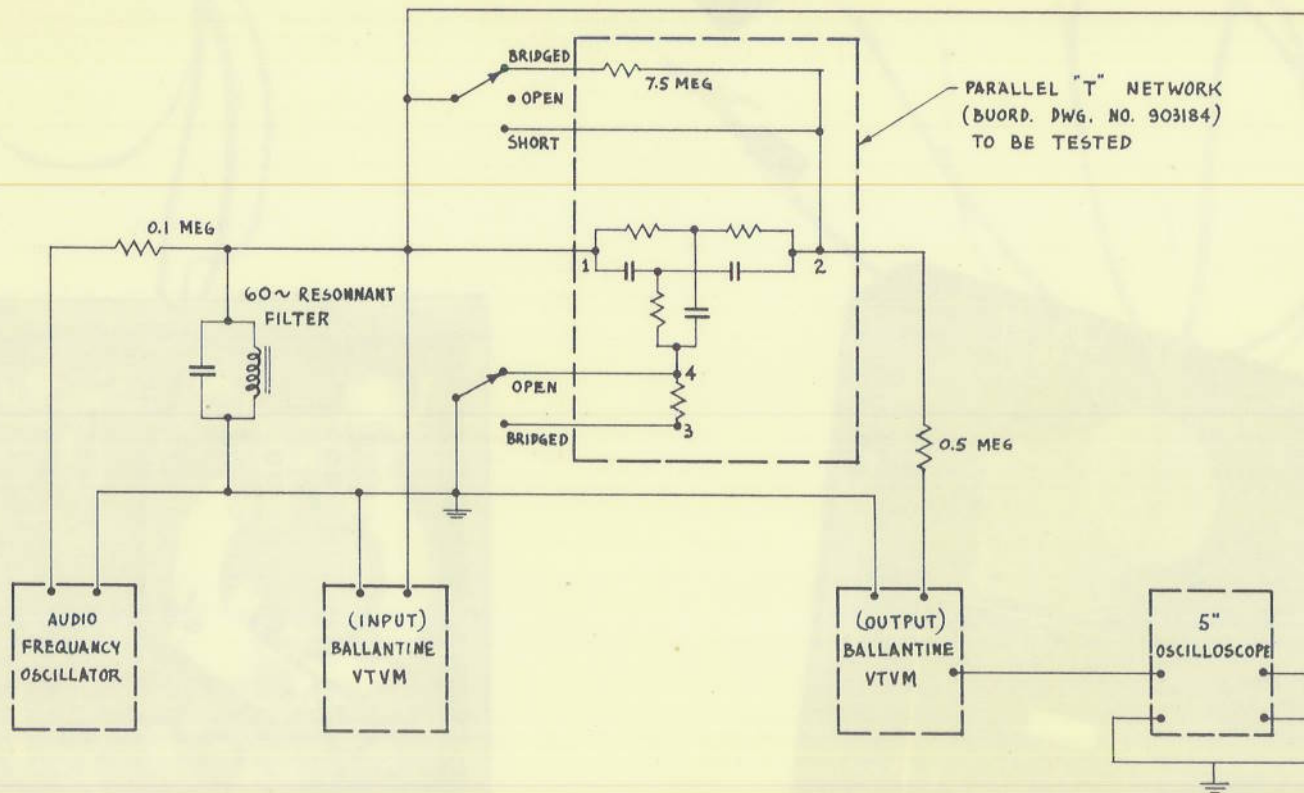 BRIDGED
7.5 MEG
OPEN
SHORT
PARALLEL "T" NETWORK
(BUORD. DWG. NO. 903184)
TO BE TESTED
0.1 MEG
1
2
60~ RESONNANT
FILTER
4
OPEN
3
BRIDGED
0.5 MEG
AUDIO
FREQUANCY
OSCILLATOR
(INPUT)
BALLANTINE
VTVM
(OUTPUT)
BALLANTINE
VTVM
5"
OSCILLOSCOPE